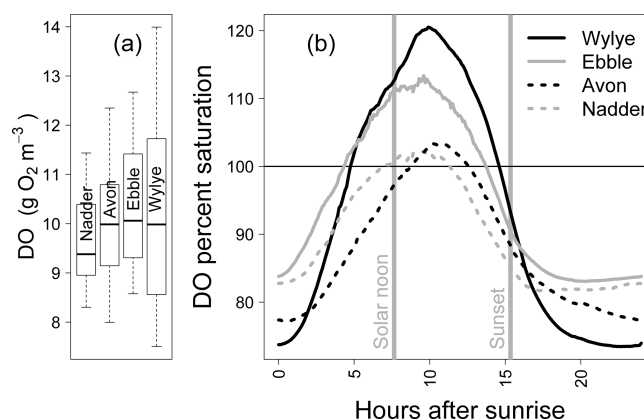 (a)
DO (g O₂ m⁻³)
14
13
12
11
10
9
8
Nadder
Avon
Ebble
Wylye
(b)
DO percent saturation
120
110
100
90
80
Wylye
Ebble
Avon
Nadder
Solar noon
Sunset
0
5
10
15
20
Hours after sunrise